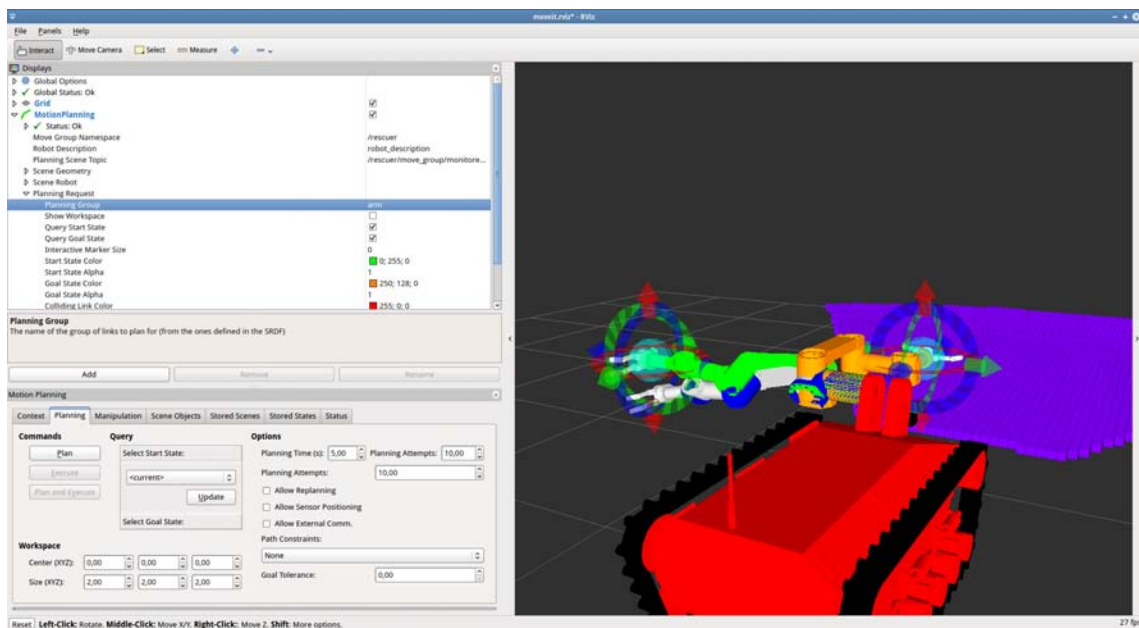 moveit.rviz* - RViz
File Panels Help
Interact Move Camera Select Measure
Displays
Global Options
Global Status: Ok
Grid
MotionPlanning
Status: Ok
Move Group Namespace /rescuer
Robot Description robot_description
Planning Scene Topic /rescuer/move_group/monitore...
Scene Geometry
Scene Robot
Planning Request
Planning Group arm
Show Workspace
Query Start State
Query Goal State
Interactive Marker Size 0
Start State Color 0; 255; 0
Start State Alpha 1
Goal State Color 250; 128; 0
Goal State Alpha 1
Colliding Link Color 255; 0; 0
Planning Group
The name of the group of links to plan for (from the ones defined in the SRDF)
Add Remove Rename
Motion Planning
Context Planning Manipulation Scene Objects Stored Scenes Stored States Status
Commands Query Options
Plan Select Start State: Planning Time (s): 5,00 Planning Attempts: 10,00
Execute <current> Planning Attempts: 10,00
Plan and Execute Update Allow Replanning
Allow Sensor Positioning
Select Goal State: Allow External Comm.
Workspace Path Constraints:
Center (XYZ): 0,00 0,00 0,00 None
Size (XYZ): 2,00 2,00 2,00 Goal Tolerance: 0,00
Reset Left-Click: Rotate. Middle-Click: Move X/Y. Right-Click:: Move Z. Shift: More options. 27 fps